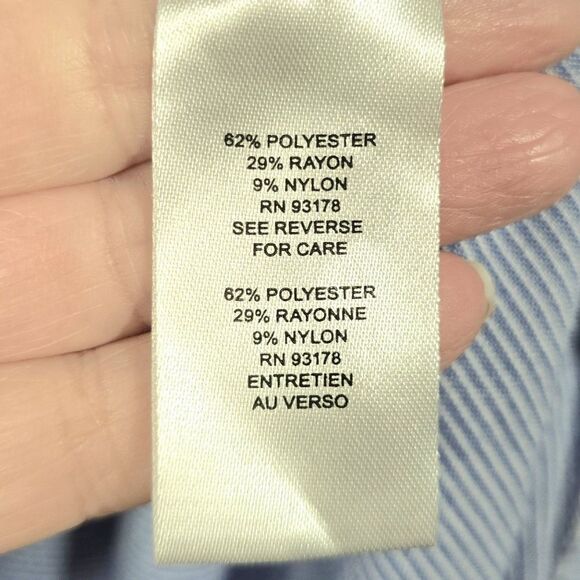 62% POLYESTER
29% RAYON
9% NYLON
RN 93178
SEE REVERSE
FOR CARE
62% POLYESTER
29% RAYONNE
9% NYLON
RN 93178
ENTRETIEN
AU VERSO